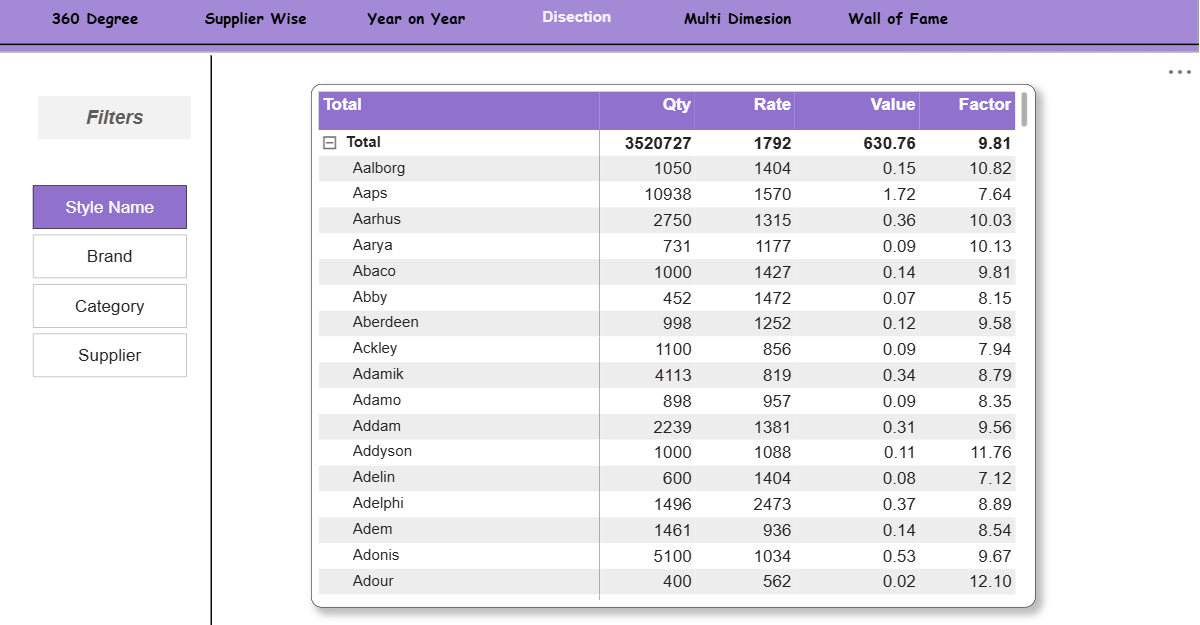 360 Degree Supplier Wise Year on Year Disection Multi Dimesion Wall of Fame
Filters
Style Name
Brand
Category
Supplier
Total Qty Rate Value Factor
Total 3520727 1792 630.76 9.81
Aalborg 1050 1404 0.15 10.82
Aaps 10938 1570 1.72 7.64
Aarhus 2750 1315 0.36 10.03
Aarya 731 1177 0.09 10.13
Abaco 1000 1427 0.14 9.81
Abby 452 1472 0.07 8.15
Aberdeen 998 1252 0.12 9.58
Ackley 1100 856 0.09 7.94
Adamik 4113 819 0.34 8.79
Adamo 898 957 0.09 8.35
Addam 2239 1381 0.31 9.56
Addyson 1000 1088 0.11 11.76
Adelin 600 1404 0.08 7.12
Adelphi 1496 2473 0.37 8.89
Adem 1461 936 0.14 8.54
Adonis 5100 1034 0.53 9.67
Adour 400 562 0.02 12.10